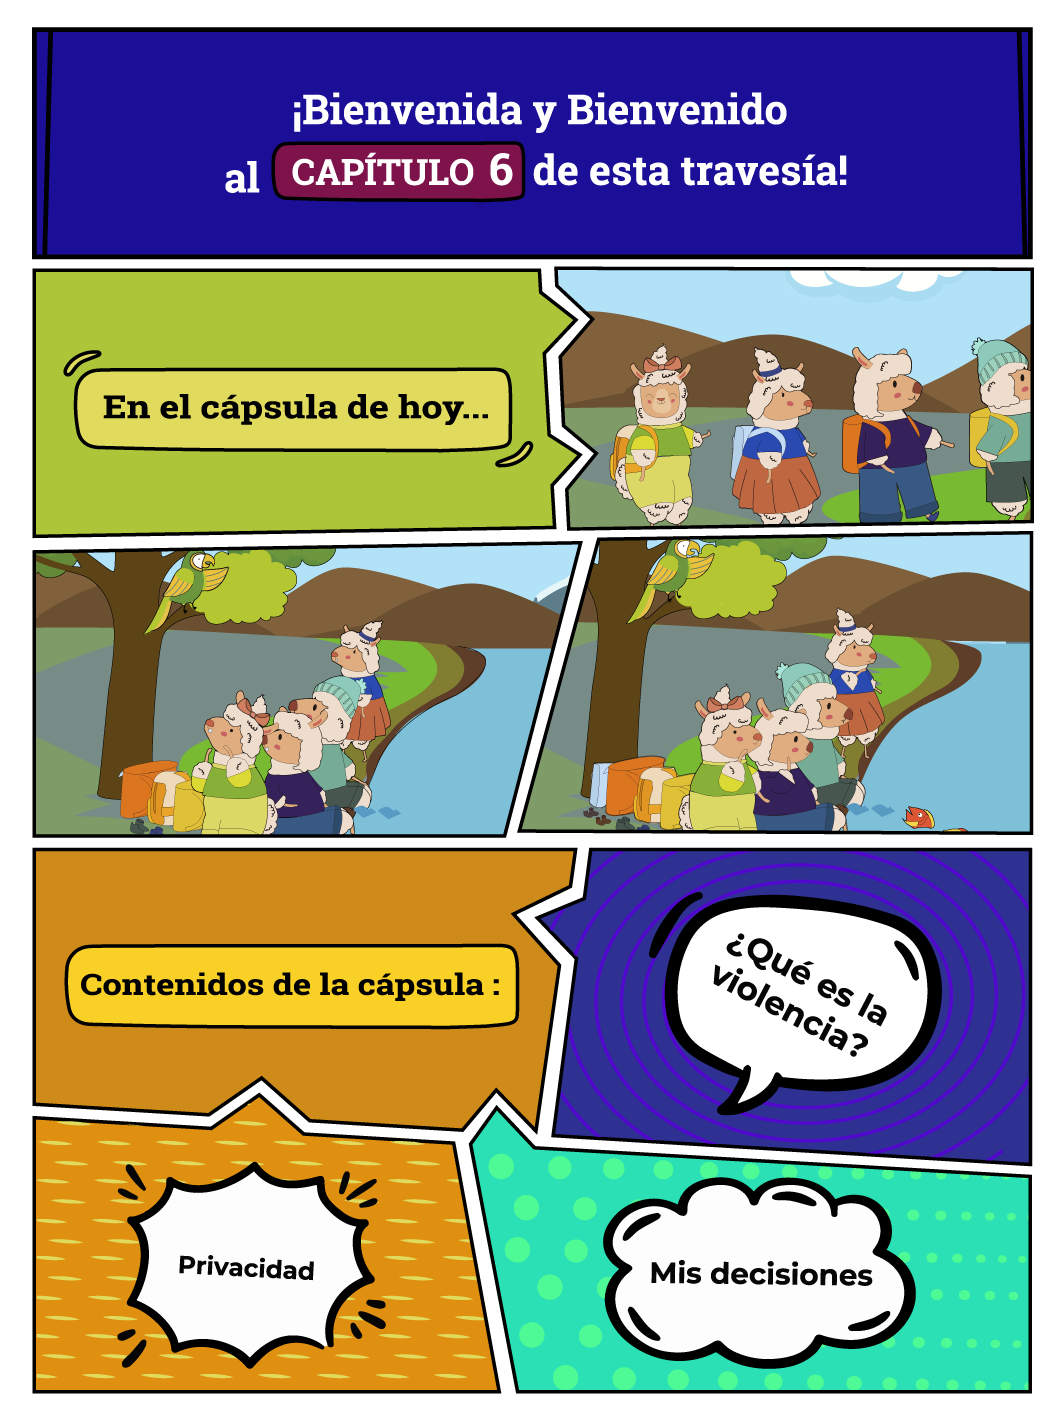 ¡Bienvenida y Bienvenido
al CAPÍTULO 6 de esta travesía!
En el cápsula de hoy...
Contenidos de la cápsula :
¿Qué es la
violencia?
Privacidad
Mis decisiones